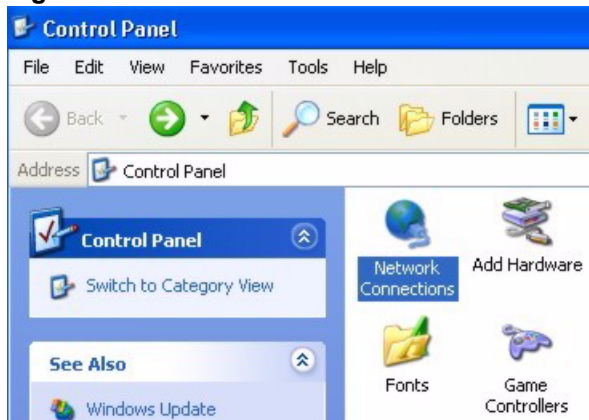 Control Panel
File Edit View Favorites Tools Help
Back Search Folders
Address Control Panel
Control Panel
Switch to Category View
See Also
Windows Update
Network Connections
Add Hardware
Fonts
Game Controllers